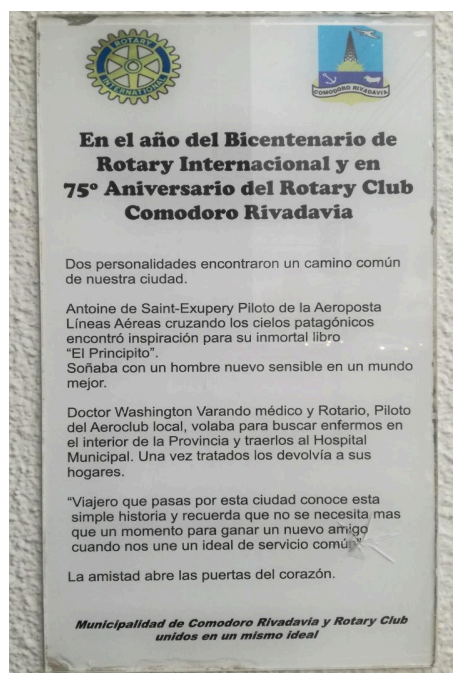 ROTARY
INTERNATIONAL
COMODORO RIVADAVIA
En el año del Bicentenario de
Rotary Internacional y en
75º Aniversario del Rotary Club
Comodoro Rivadavia
Dos personalidades encontraron un camino común
de nuestra ciudad.
Antoine de Saint-Exupery Piloto de la Aeroposta
Líneas Aéreas cruzando los cielos patagónicos
encontró inspiración para su inmortal libro
“El Principito”.
Soñaba con un hombre nuevo sensible en un mundo
mejor.
Doctor Washington Varando médico y Rotario, Piloto
del Aeroclub local, volaba para buscar enfermos en
el interior de la Provincia y traerlos al Hospital
Municipal. Una vez tratados los devolvía a sus
hogares.
“Viajero que pasas por esta ciudad conoce esta
simple historia y recuerda que no se necesita mas
que un momento para ganar un nuevo amigo
cuando nos une un ideal de servicio común”
La amistad abre las puertas del corazón.
Municipalidad de Comodoro Rivadavia y Rotary Club
unidos en un mismo ideal